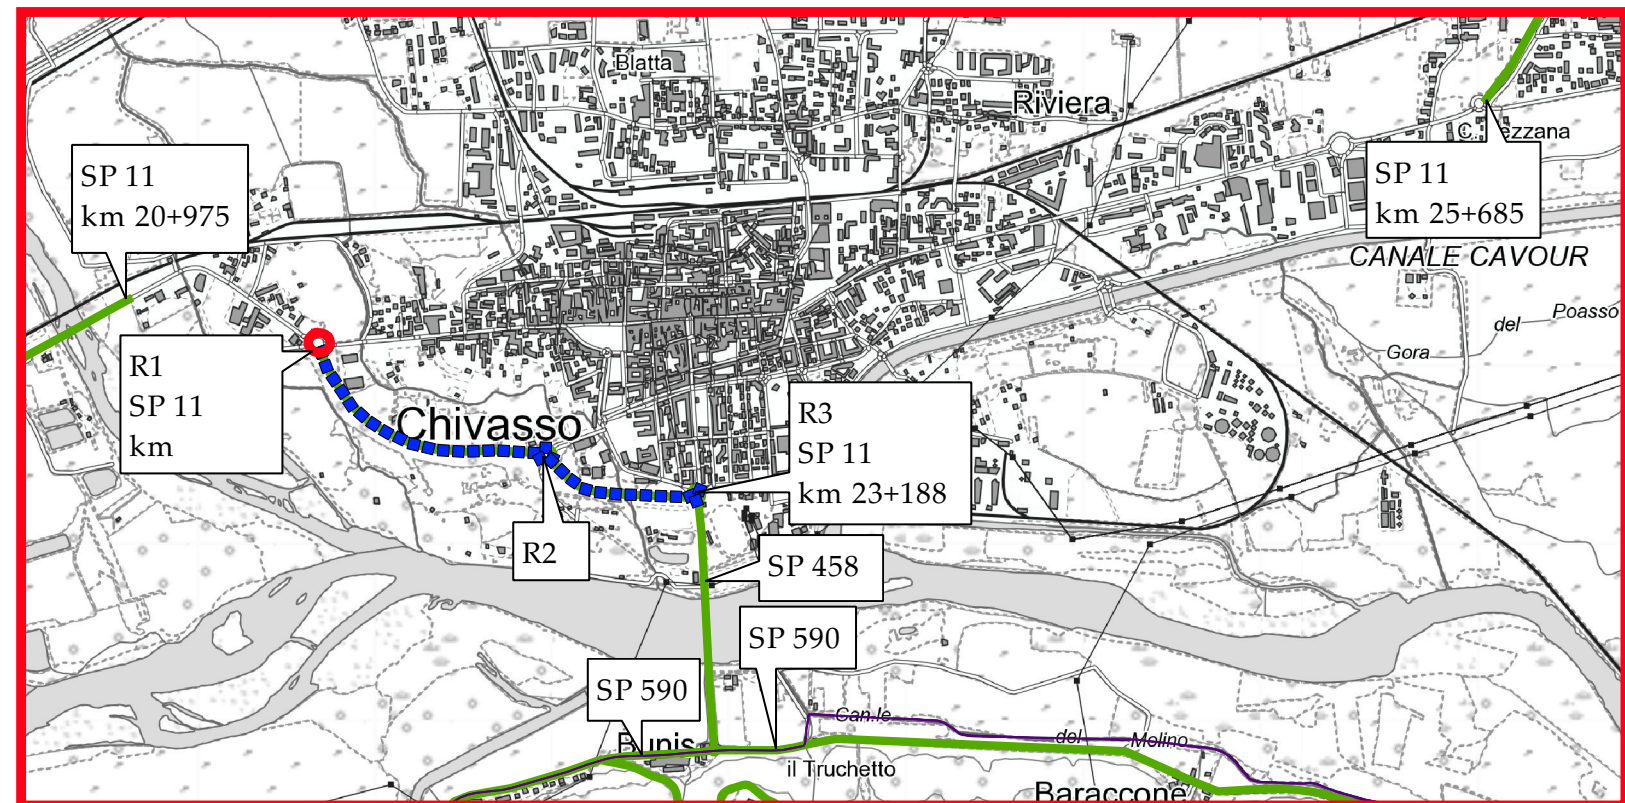 Blatta
Riviera
C. ezzana
SP 11
km 20+975
SP 11
km 25+685
CANALE CAVOUR
del Poasso
Gora
R1
SP 11
km
Chivasso
R3
SP 11
km 23+188
R2
SP 458
SP 590
SP 590
Can.le
del Molino
il Truchetto
Baraccone